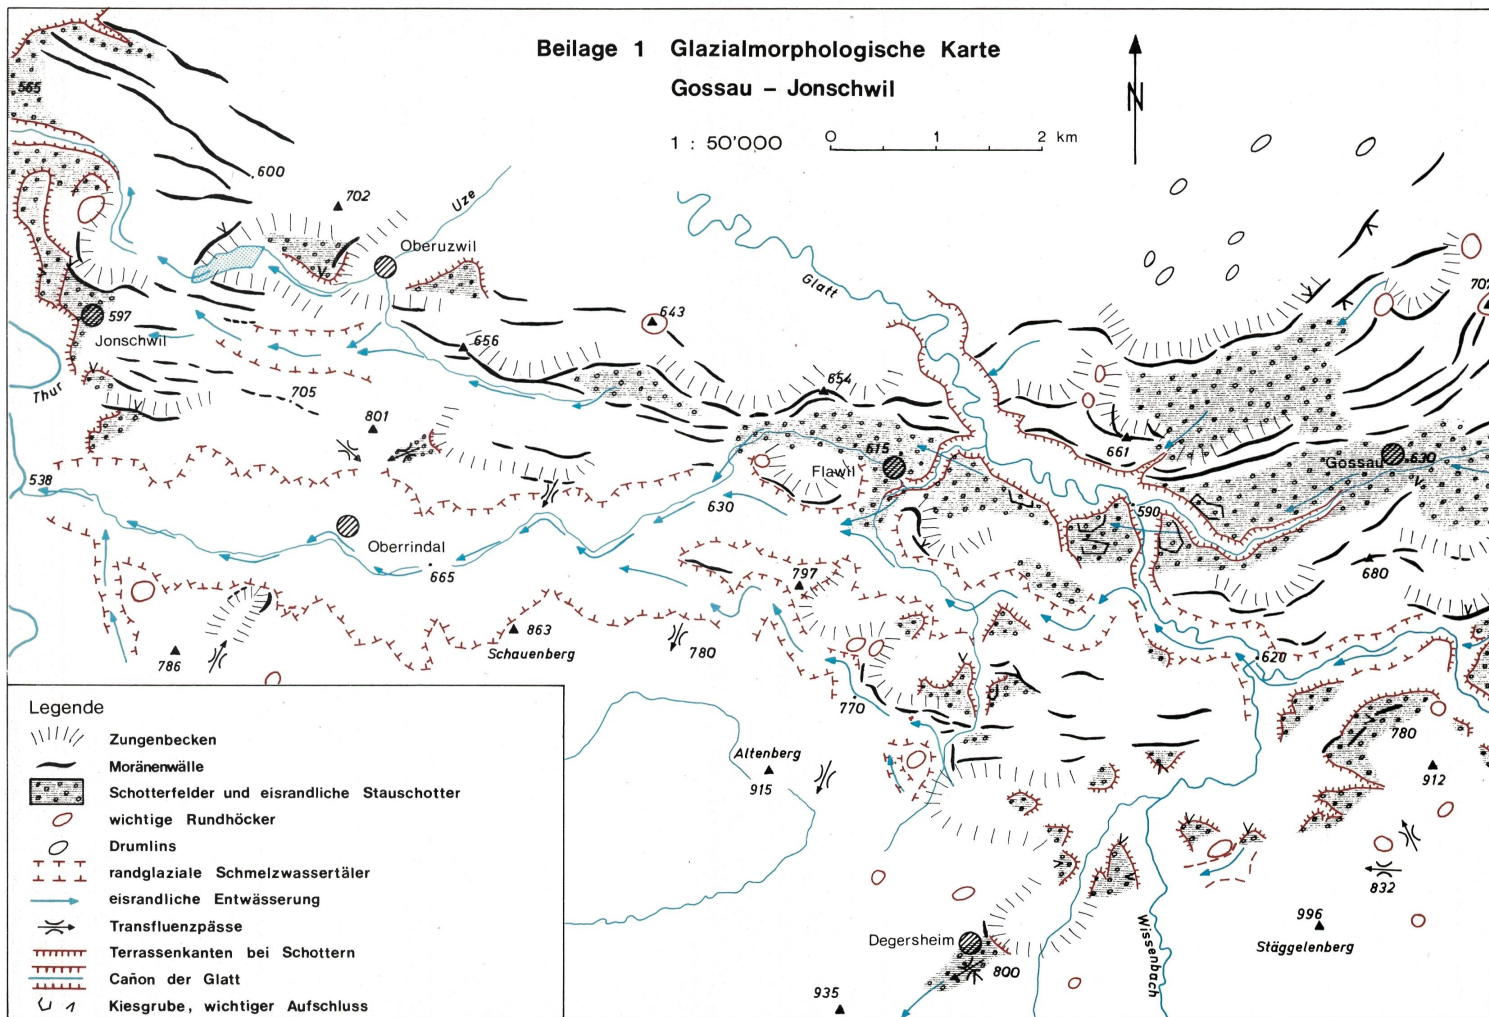 Beilage 1 Glazialmorphologische Karte
Gossau – Jonschwil
1 : 50'000
0 1 2 km
N
565
600
702
Uze
Oberuzwil
Glatt
643
707
597
Jonschwil
656
Thur
705
654
801
661
615
Flawil
Gossau
630
538
630
590
Oberrindal
665
797
680
863
Schauenberg
780
786
620
770
780
Altenberg
915
912
832
996
Stäggelenberg
Degersheim
800
Wissenbach
935
Legende
Zungenbecken
Moränenwälle
Schotterfelder und eisrandliche Stauschotter
wichtige Rundhöcker
Drumlins
randglaziale Schmelzwassertäler
eisrandliche Entwässerung
Transfluenzpässe
Terrassenkanten bei Schottern
Cañon der Glatt
Kiesgrube, wichtiger Aufschluss